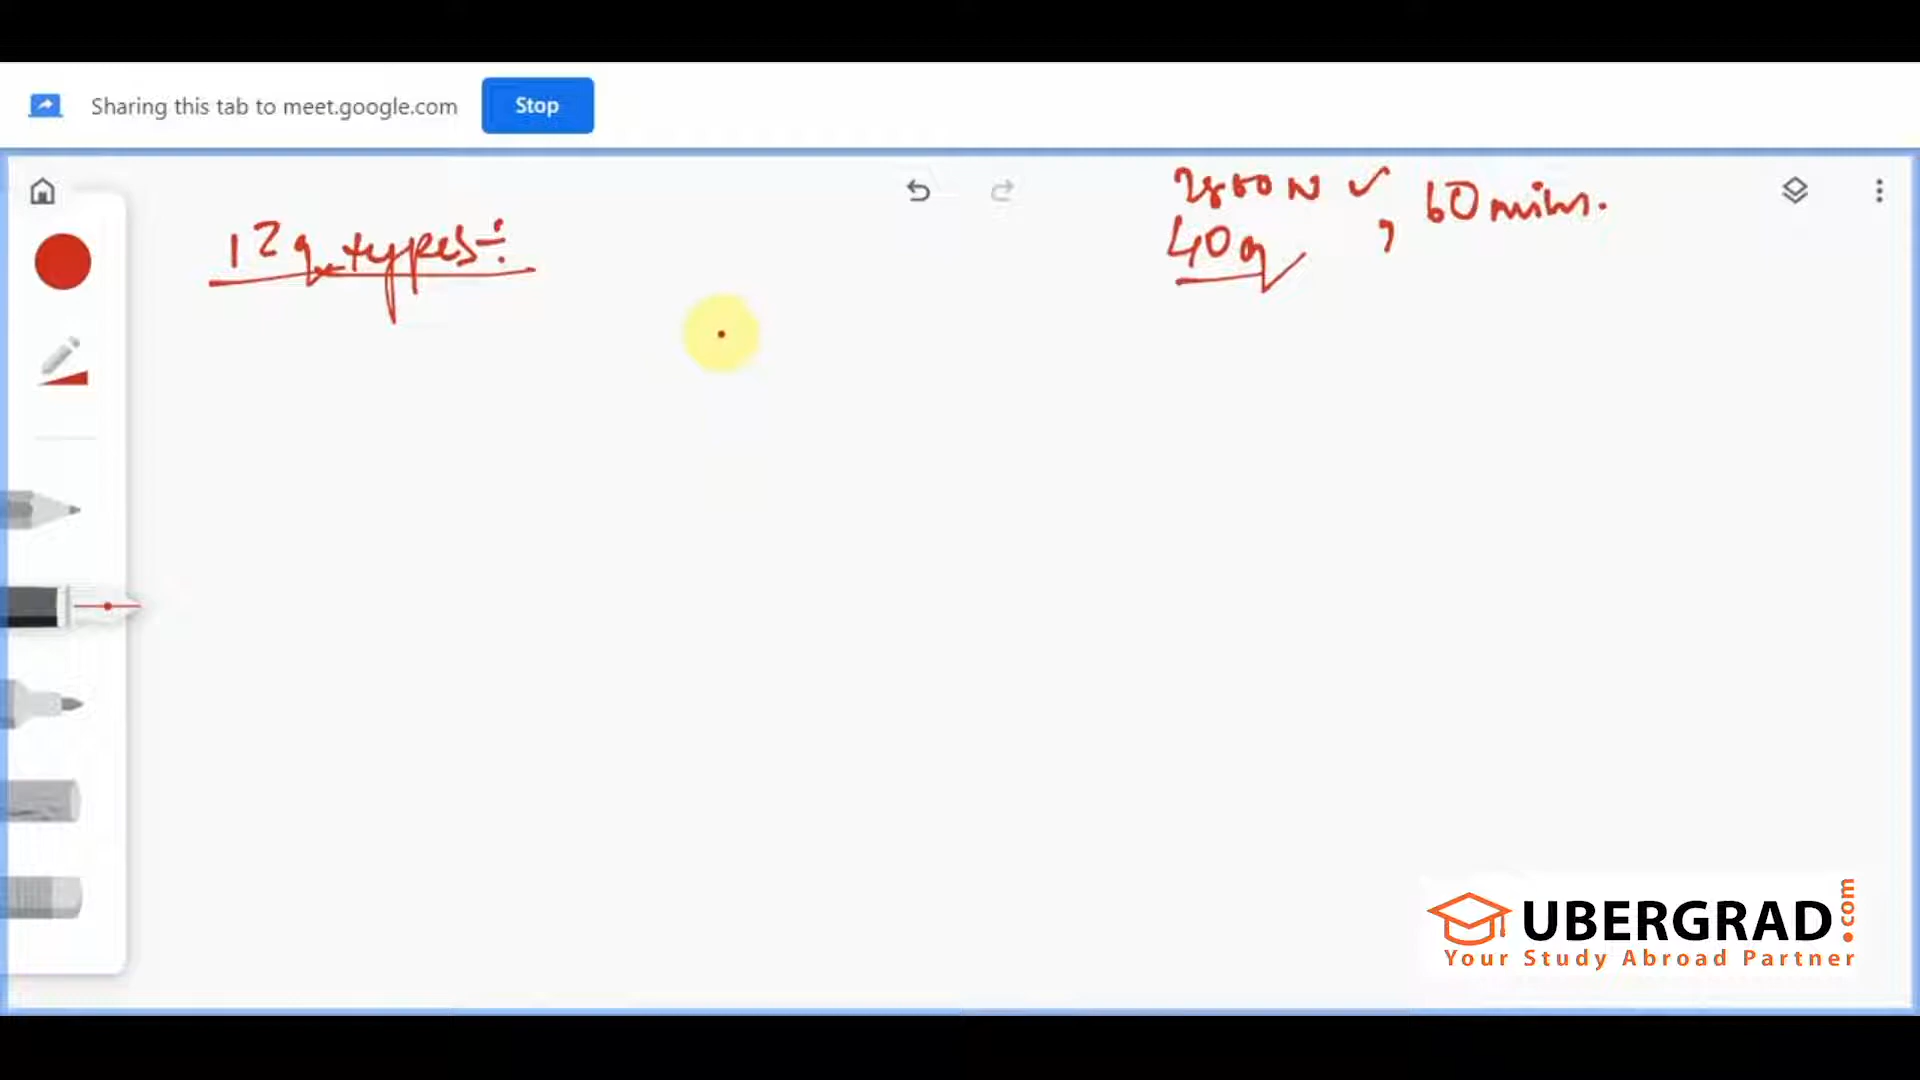 Sharing this tab to meet.google.com Stop
2800 W ✓ , 60 mins.
12 q types:-
40 q
UBERGRAD.com
Your Study Abroad Partner